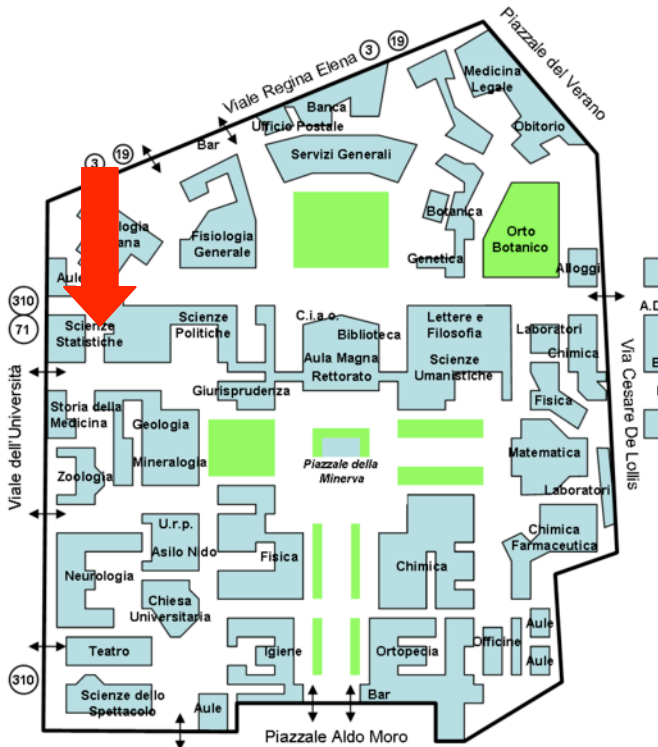 Piazzale del Verano
Viale Regina Elena
3
19
Medicina
Legale
Banca
Ufficio Postale
Obitorio
Bar
Servizi Generali
3
19
Fisiologia
Generale
Botanica
Genetica
Orto
Botanico
Aule
Alloggi
310
71
Scienze
Statistiche
Scienze
Politiche
C.i.a.o.
Biblioteca
Aula Magna
Rettorato
Lettere e
Filosofia
Scienze
Umanistiche
Laboratori
Chimica
A.D
Giurisprudenza
Fisica
Via Cesare De Lollis
Viale dell'Università
Storia della
Medicina
Geologia
Mineralogia
Piazzale della
Minerva
Matematica
Zoologia
Laboratori
U.r.p.
Asilo Nido
Fisica
Chimica
Chimica
Farmaceutica
Neurologia
Chiesa
Universitaria
Teatro
Igiene
Ortopedia
Officine
Aule
Aule
310
Scienze dello
Spettacolo
Aule
Bar
Piazzale Aldo Moro